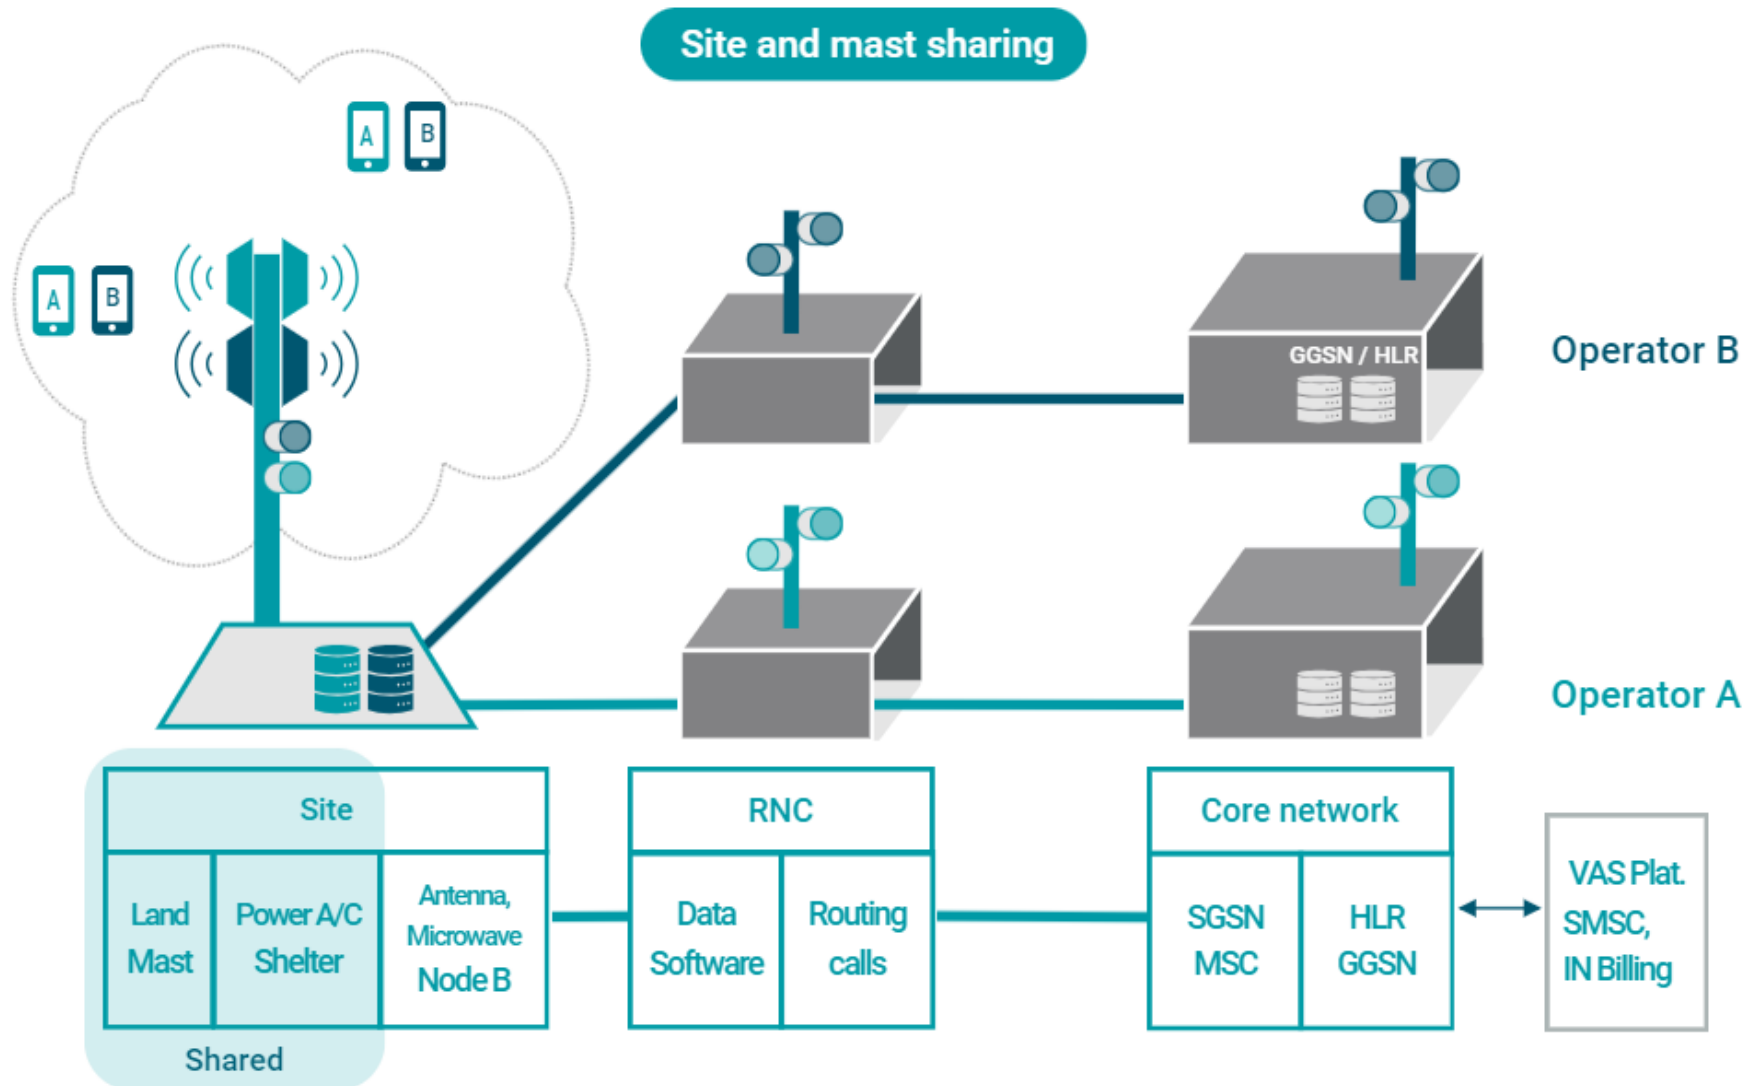 Site and mast sharing
A
B
A
B
GGSN / HLR
Operator B
Operator A
Site
Land
Mast
Power A/C
Shelter
Antenna,
Microwave
Node B
Shared
RNC
Data
Software
Routing
calls
Core network
SGSN
MSC
HLR
GGSN
VAS Plat.
SMSC,
IN Billing